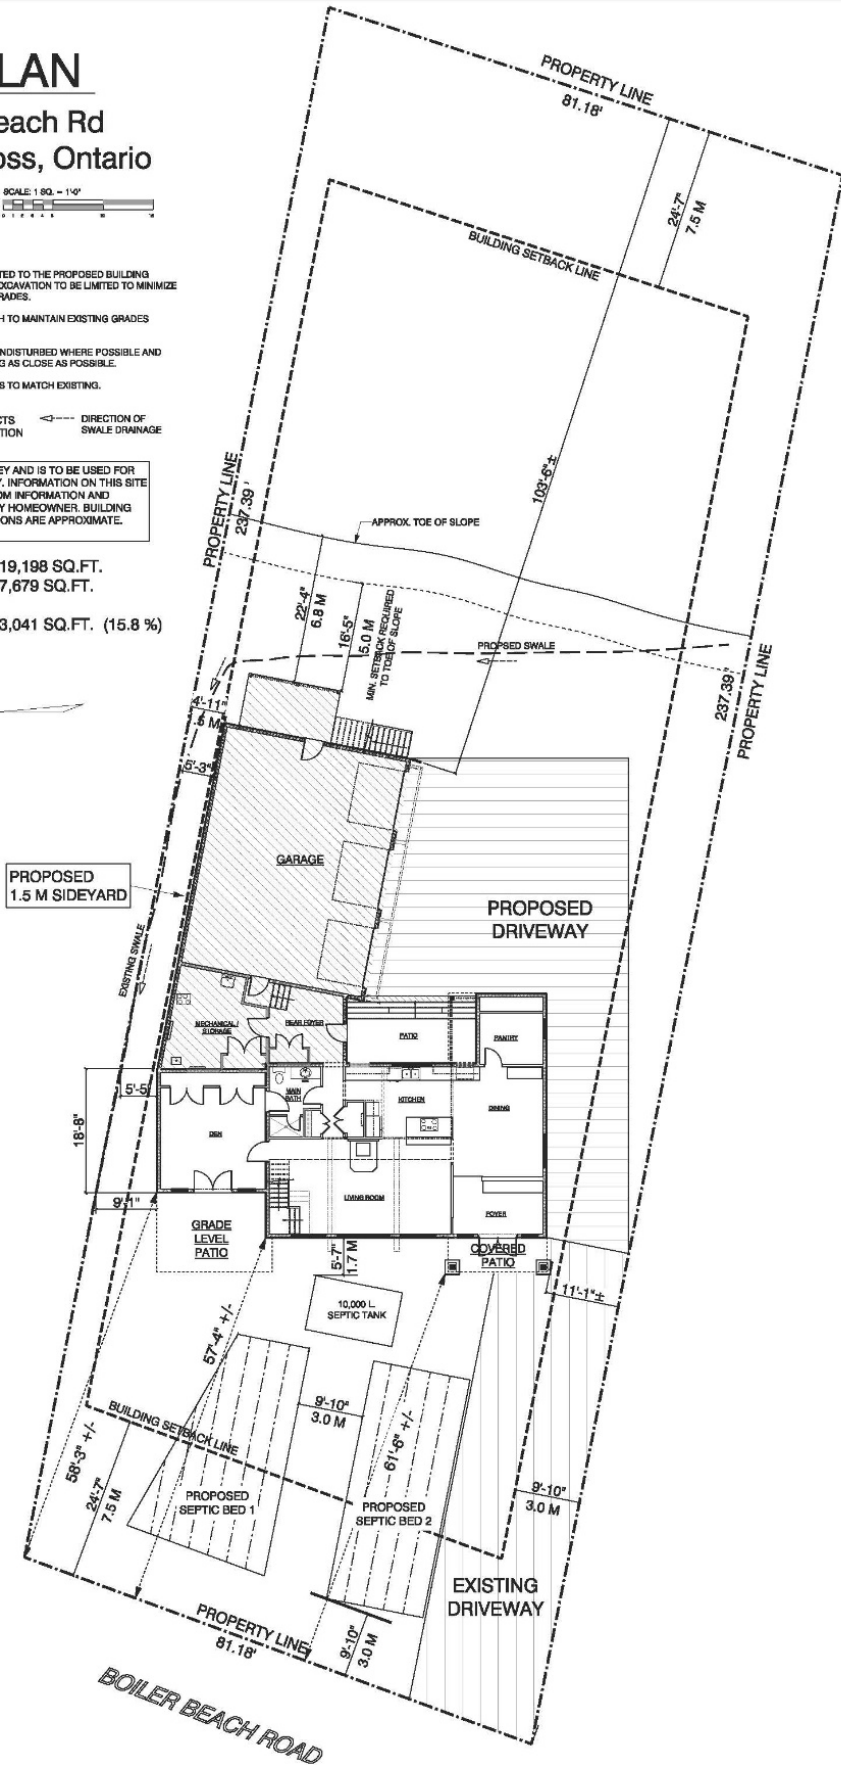 LAN
each Rd
oss, Ontario
SCALE: 1 SQ. = 1'-0"
TED TO THE PROPOSED BUILDING
EXCAVATION TO BE LIMITED TO MINIMIZE
RADES.
H TO MAINTAIN EXISTING GRADES
NDISTURBED WHERE POSSIBLE AND
G AS CLOSE AS POSSIBLE.
S TO MATCH EXISTING.
CTS
TION
DIRECTION OF
SWALE DRAINAGE
EY AND IS TO BE USED FOR
Y. INFORMATION ON THIS SITE
OM INFORMATION AND
Y HOMEOWNER. BUILDING
ONS ARE APPROXIMATE.
19,198 SQ.FT.
7,679 SQ.FT.
3,041 SQ.FT. (15.8 %)
PROPERTY LINE
81.18'
24'-7"
7.5 M
BUILDING SETBACK LINE
103'-6"±
PROPERTY LINE
237.39'
APPROX. TOE OF SLOPE
22'-4"
6.8 M
16'-5"
5.0 M
MIN. SETBACK REQUIRED
TO TOE OF SLOPE
PROPSED SWALE
237.39'
PROPERTY LINE
4'-11"
.5 M
5'-3"
GARAGE
PROPOSED
1.5 M SIDEYARD
PROPOSED
DRIVEWAY
EXISTING SWALE
MECHANICAL/
STORAGE
REAR FOYER
PATIO
PANTRY
5'-5"
18'-8"
MAIN
BATH
KITCHEN
DINING
DEN
LIVING ROOM
FOYER
9'-1"
GRADE
LEVEL
PATIO
COVERED
PATIO
5'-7"
1.7 M
11'-1"±
10,000 L
SEPTIC TANK
57'-4" +/-
9'-10"
3.0 M
61'-6" +/-
BUILDING SETBACK LINE
58'-3" +/-
24'-7"
7.5 M
PROPOSED
SEPTIC BED 1
PROPOSED
SEPTIC BED 2
9'-10"
3.0 M
EXISTING
DRIVEWAY
PROPERTY LINE
81.18'
9'-10"
3.0 M
BOILER BEACH ROAD